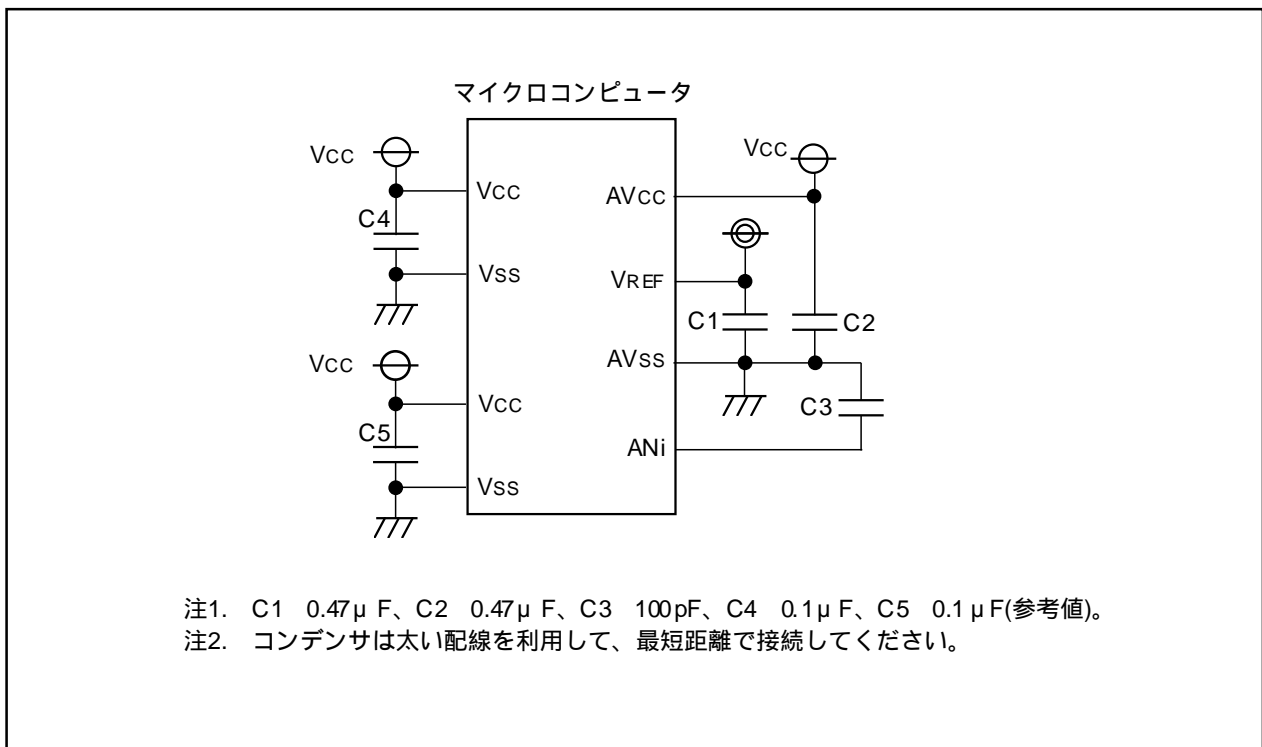 マイクロコンピュータ
VCC
VCC
C4
VSS
VCC
VCC
C5
VSS
VCC
AVCC
VREF
C1
C2
AVSS
C3
ANi
注1. C1 0.47μF、C2 0.47μF、C3 100pF、C4 0.1μF、C5 0.1μF(参考値)。
注2. コンデンサは太い配線を利用して、最短距離で接続してください。